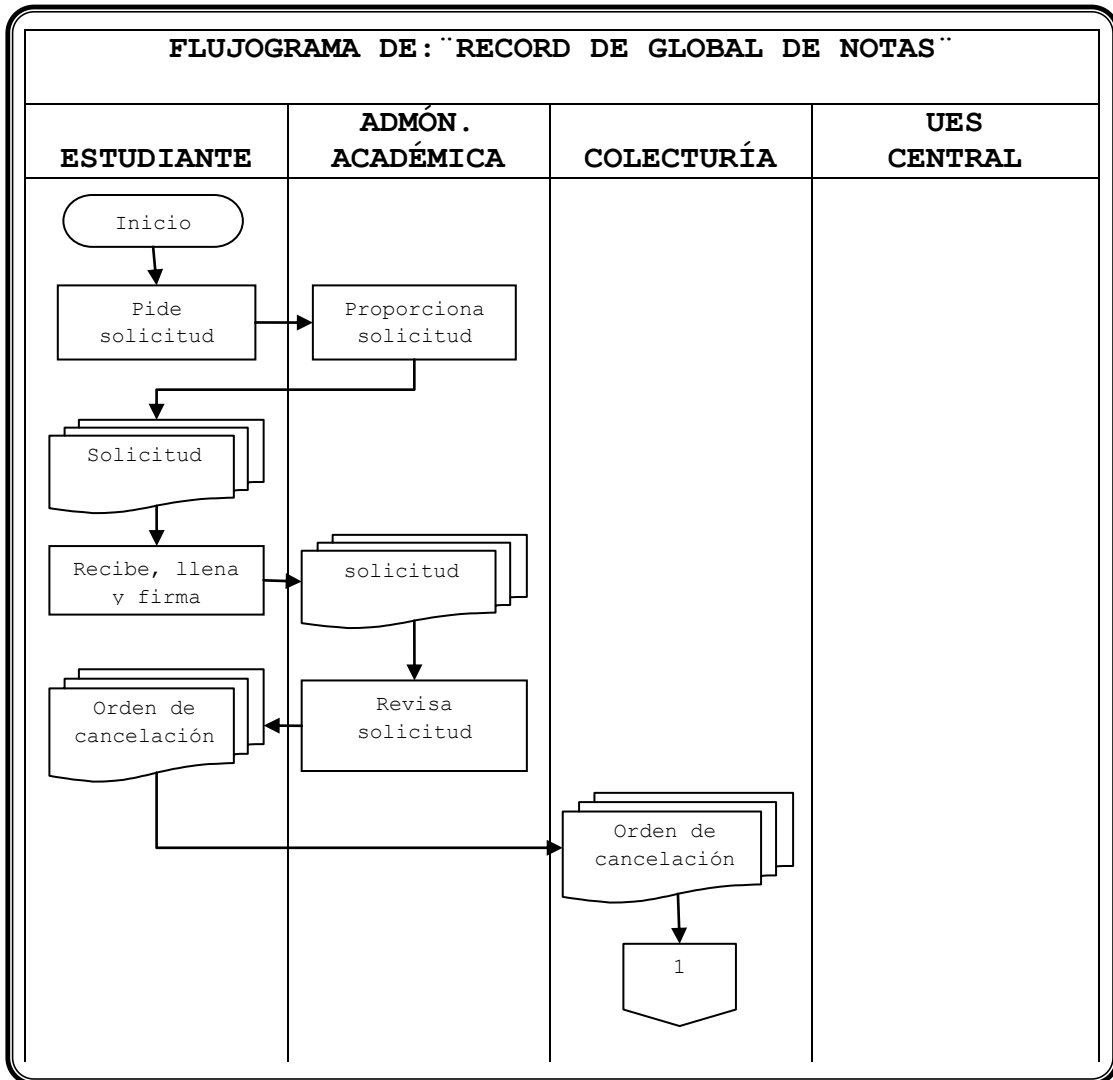 FLUJOGRAMA DE:¨RECORD DE GLOBAL DE NOTAS¨
ESTUDIANTE
ADMÓN.
ACADÉMICA
COLECTURÍA
UES
CENTRAL
Inicio
Pide
solicitud
Proporciona
solicitud
Solicitud
Recibe, llena
y firma
solicitud
Revisa
solicitud
Orden de
cancelación
Orden de
cancelación
1